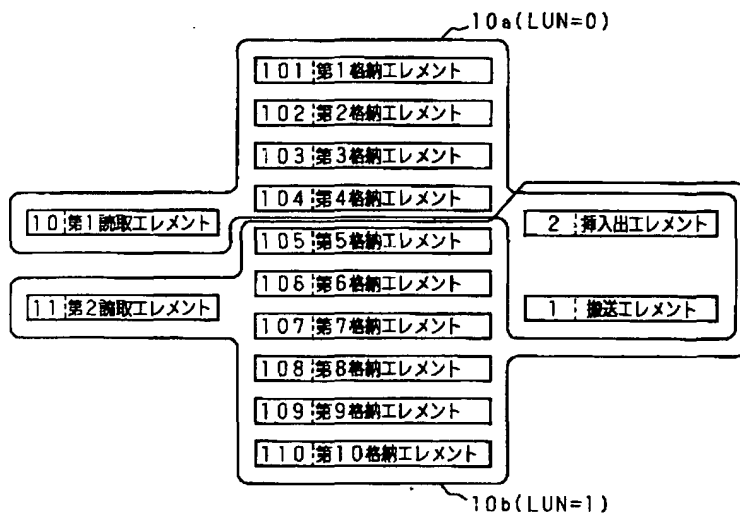 10a(LUN=0)
101 第1格納エレメント
102 第2格納エレメント
103 第3格納エレメント
104 第4格納エレメント
10 第1読取エレメント
2 挿入出エレメント
105 第5格納エレメント
106 第6格納エレメント
11 第2読取エレメント
1 搬送エレメント
107 第7格納エレメント
108 第8格納エレメント
109 第9格納エレメント
110 第10格納エレメント
10b(LUN=1)